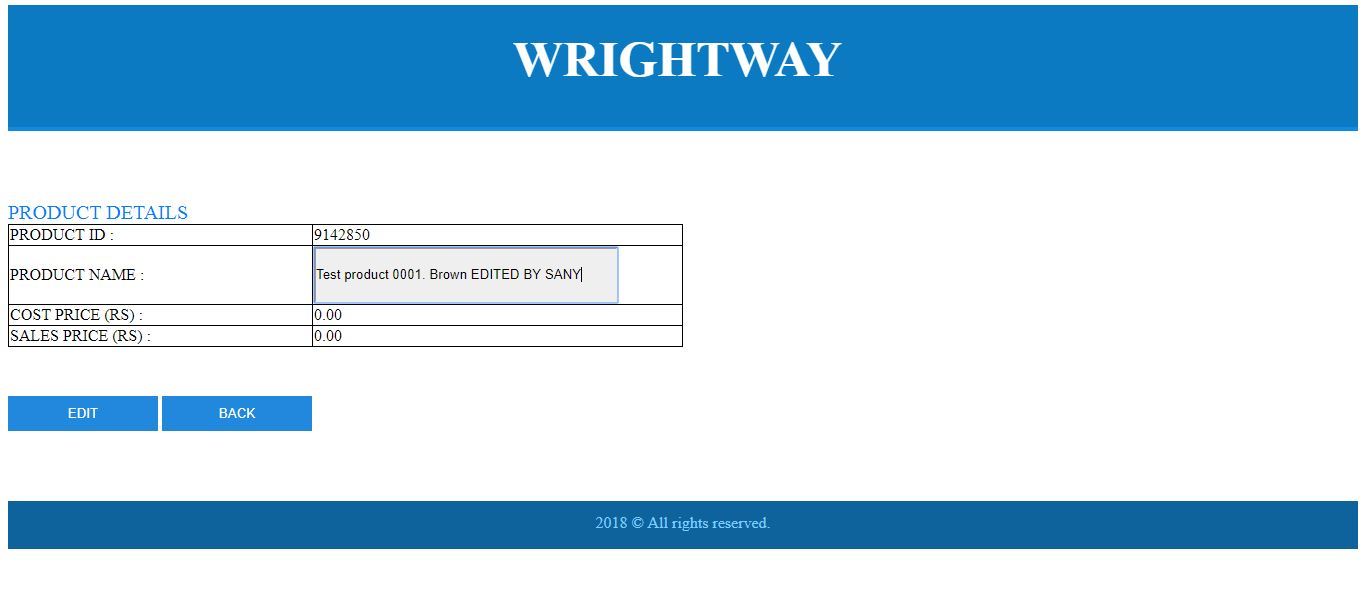 WRIGHTWAY
PRODUCT DETAILS
PRODUCT ID : 9142850
PRODUCT NAME : Test product 0001. Brown EDITED BY SANY
COST PRICE (RS) : 0.00
SALES PRICE (RS) : 0.00
EDIT BACK
2018 © All rights reserved.